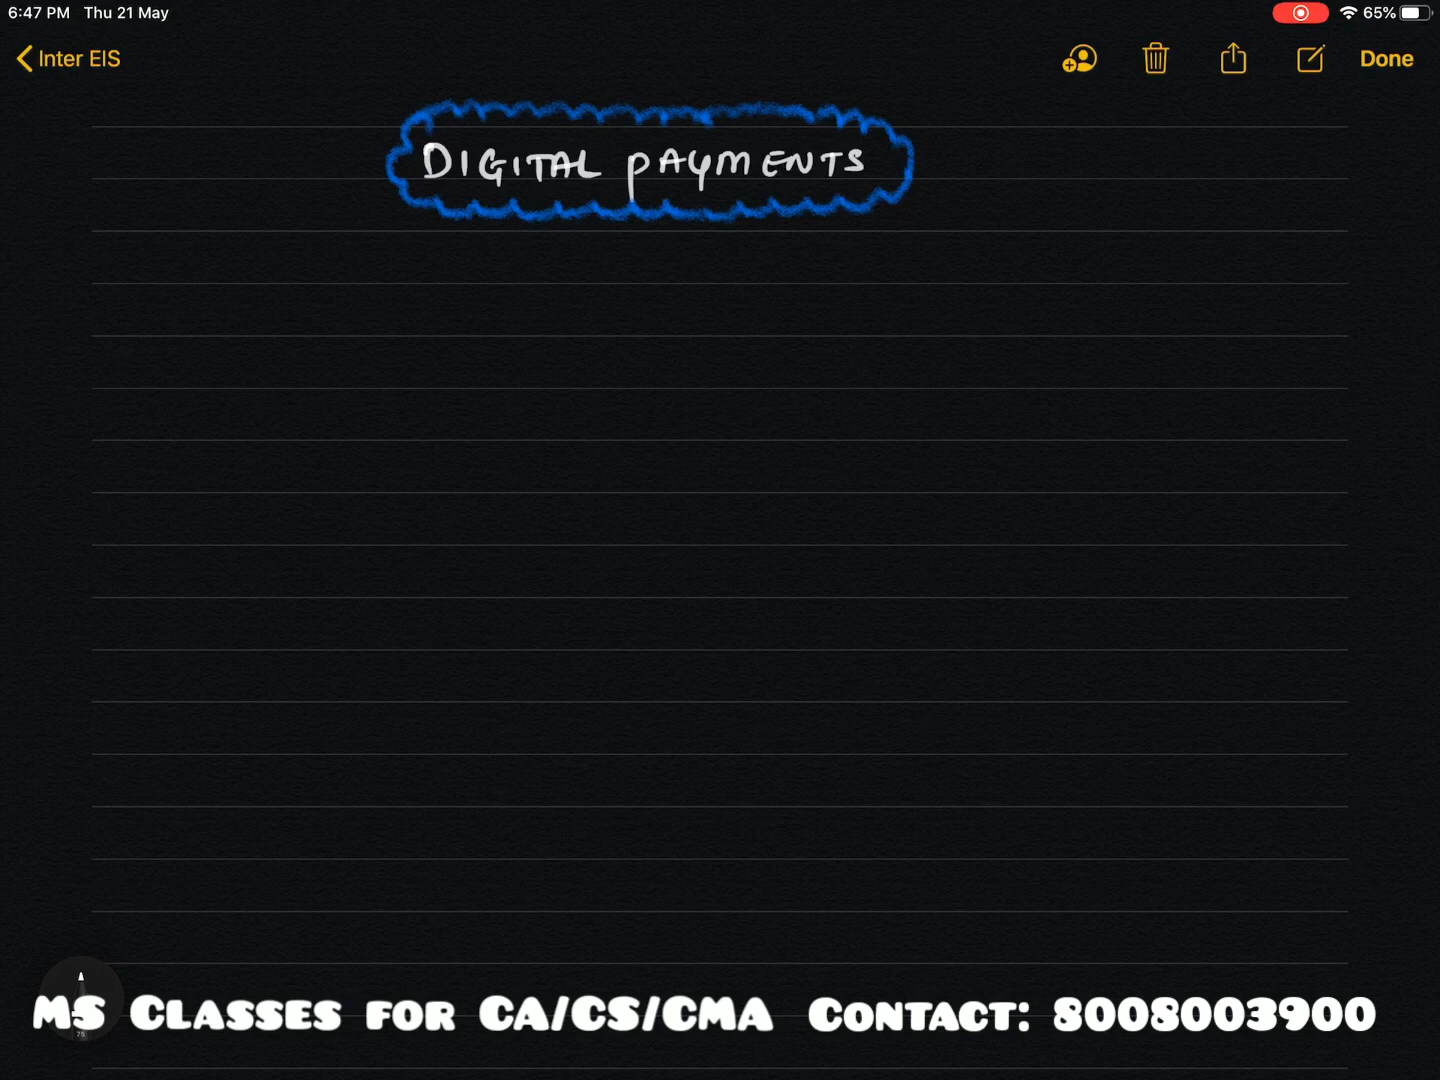 6:47 PM Thu 21 May
65%
Inter EIS
Done
DIGITAL PAYMENTS
MS CLASSES FOR CA/CS/CMA CONTACT: 8008003900